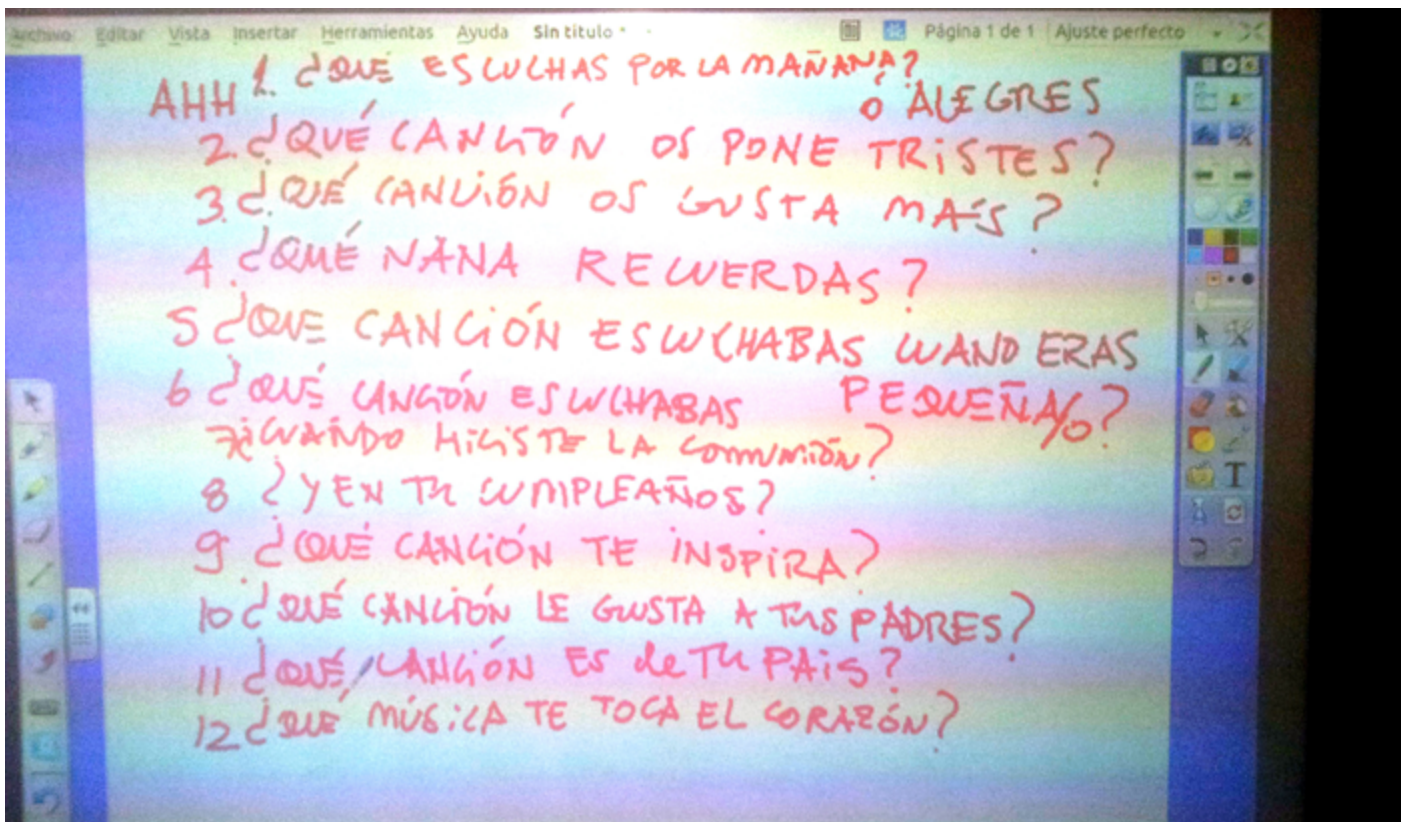 Archivo Editar Vista Insertar Herramientas Ayuda Sin título Página 1 de 1 Ajuste perfecto
1. ¿QUÉ ESCUCHAS POR LA MAÑANA?
AHH
Ó ALEGRES
2. ¿QUÉ CANCIÓN OS PONE TRISTES?
3. ¿QUÉ CANCIÓN OS GUSTA MAÍS?
4 ¿QUÉ NANA RECUERDAS?
5 ¿QUE CANCIÓN ESCUCHABAS CUAND ERAS
PEQUEÑA/O?
6 ¿QUÉ CANCIÓN ESCUCHABAS
7 ¿CUÁNDO HICISTE LA COMUNIÓN?
8 ¿Y EN TU CUMPLEAÑOS?
9 ¿QUÉ CANCIÓN TE INSPIRA?
10 ¿QUÉ CANCIÓN LE GUSTA A TUS PADRES?
11 ¿QUÉ CANCIÓN ES de TU PAIS?
12 ¿QUÉ MÚSICA TE TOCA EL CORAZÓN?
T